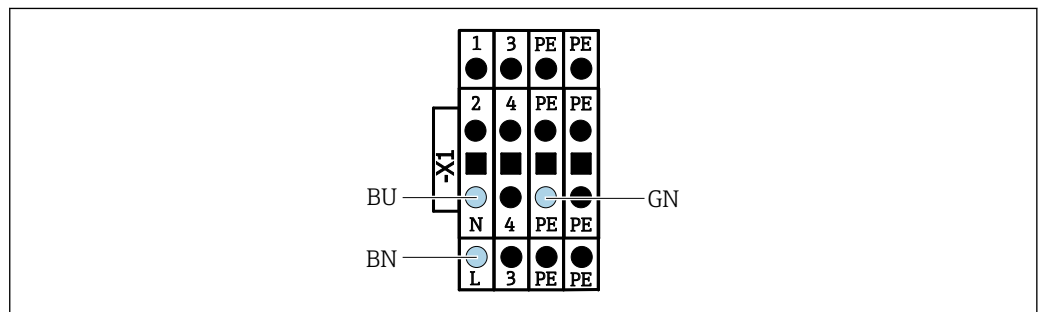 1 3 PE PE
2 4 PE PE
-X1
BU
GN
N 4 PE PE
BN
L 3 PE PE